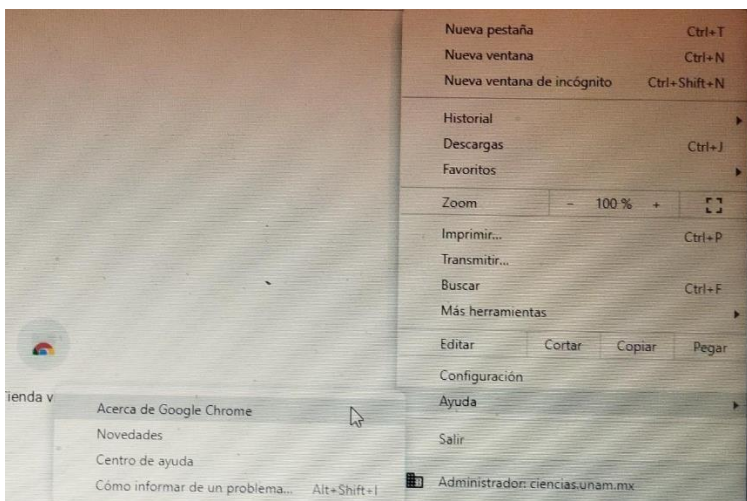 Nueva pestaña Ctrl+T
Nueva ventana Ctrl+N
Nueva ventana de incógnito Ctrl+Shift+N
Historial
Descargas Ctrl+J
Favoritos
Zoom - 100 % +
Imprimir... Ctrl+P
Transmitir...
Buscar Ctrl+F
Más herramientas
Editar Cortar Copiar Pegar
Configuración
Ayuda
Salir
Administrador: ciencias.unam.mx
ienda v
Acerca de Google Chrome
Novedades
Centro de ayuda
Cómo informar de un problema... Alt+Shift+I